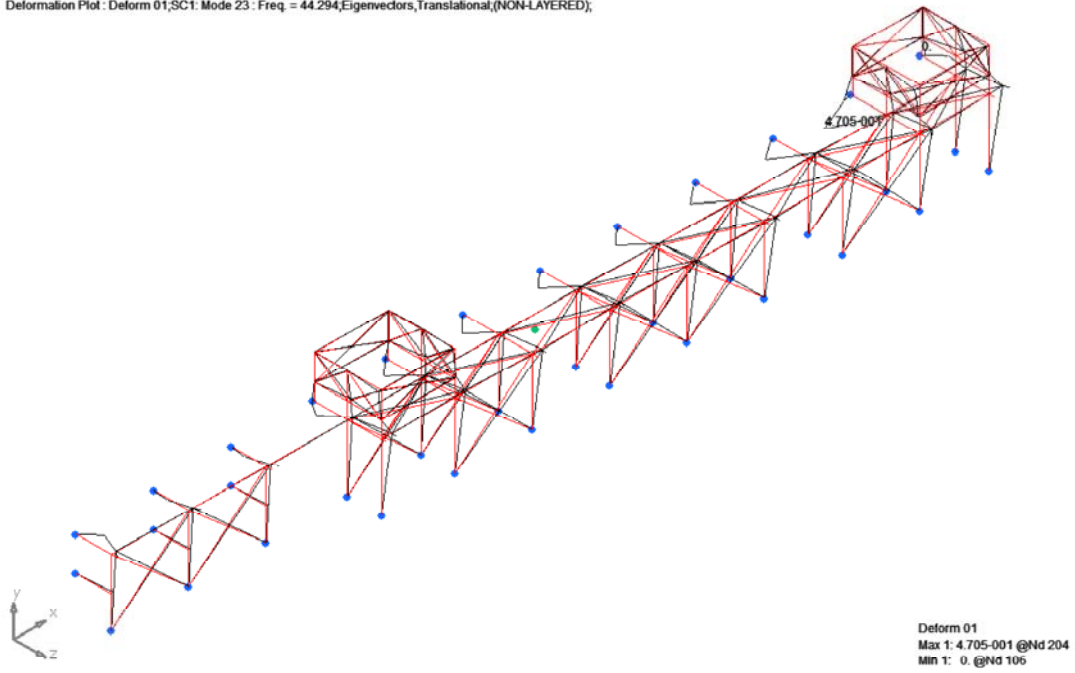 Deformation Plot : Deform 01;SC1: Mode 23 : Freq. = 44.294;Eigenvectors,Translational,(NON-LAYERED);
0.
4.705-001
y
x
z
Deform 01
Max 1: 4.705-001 @Nd 204
Min 1: 0. @Nd 106